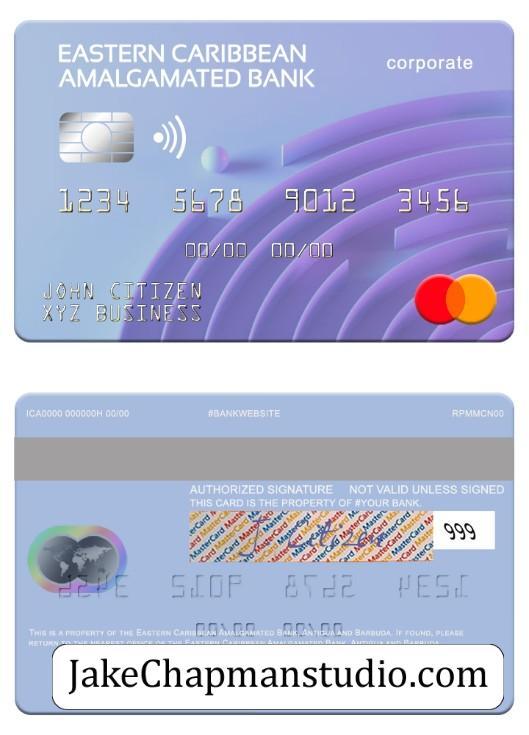 EASTERN CARIBBEAN
AMALGAMATED BANK
corporate
1234 5678 9012 3456
00/00 00/00
JOHN CITIZEN
XYZ BUSINESS
ICA0000 000000H 00/00 #BANKWEBSITE RPMMCN00
AUTHORIZED SIGNATURE NOT VALID UNLESS SIGNED
THIS CARD IS THE PROPERTY OF #YOUR BANK.
MasterCard MasterCard MasterCard
999
THIS IS A PROPERTY OF THE EASTERN CARIBBEAN AMALGAMATED BANK, ANTIGUA AND BARBUDA. IF FOUND, PLEASE
RETURN TO THE NEAREST OFFICE OF THE EASTERN CARIBBEAN AMALGAMATED BANK, ANTIGUA AND BARBUDA
JakeChapmanstudio.com